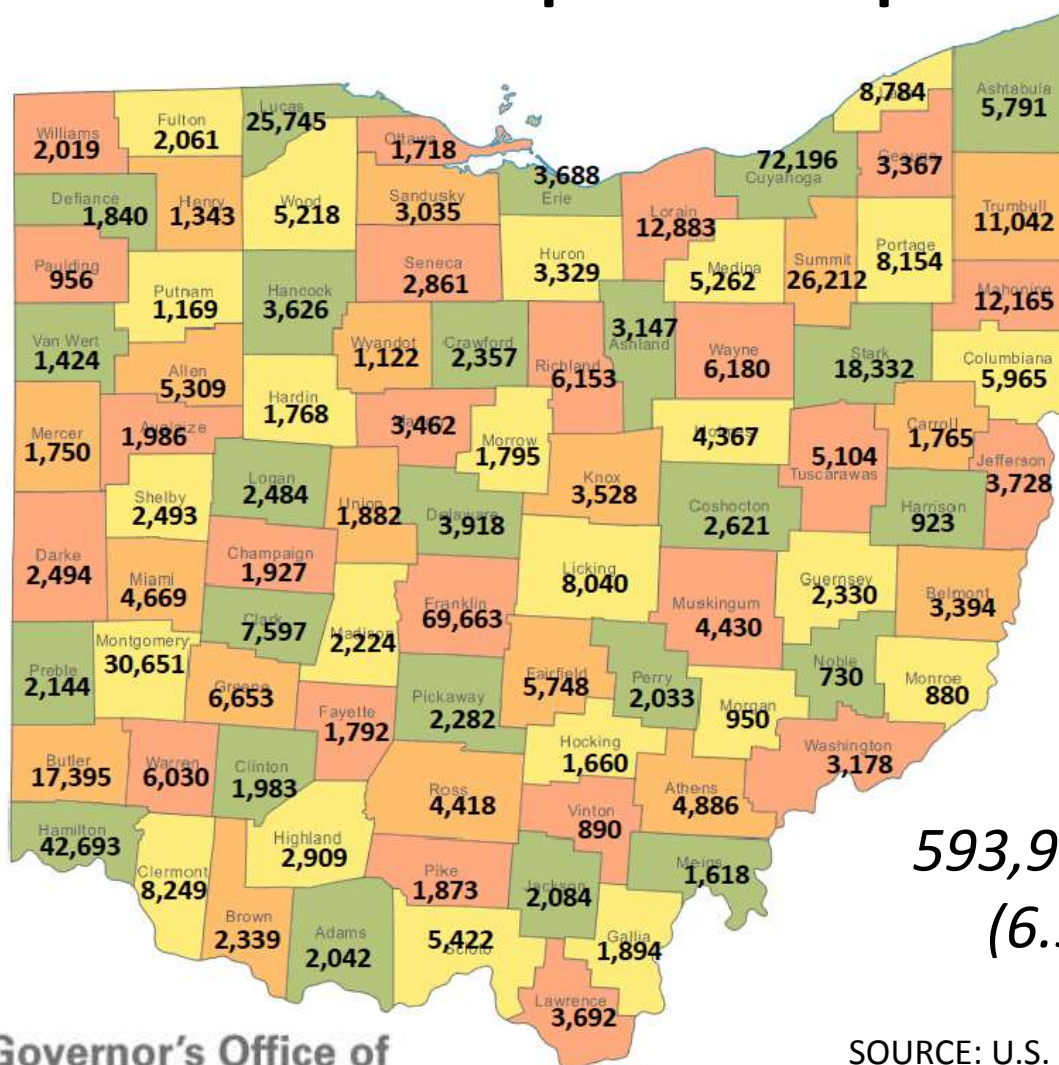 Ashtabula
5,791
8,784
Lucas
25,745
Fulton
2,061
Williams
2,019
Ottawa
1,718
72,196
Cuyahoga
Geauga
3,367
3,688
Erie
Defiance
1,840
Henry
1,343
Wood
5,218
Sandusky
3,035
Lorain
12,883
Trumbull
11,042
Portage
8,154
Summit
26,212
Medina
5,262
Huron
3,329
Seneca
2,861
Paulding
956
Putnam
1,169
Hancock
3,626
Mahoning
12,165
Van Wert
1,424
Allen
5,309
Wyandot
1,122
Crawford
2,357
Richland
6,153
3,147
Ashland
Wayne
6,180
Stark
18,332
Columbiana
5,965
Hardin
1,768
Mercer
1,750
Auglaize
1,986
3,462
Morrow
1,795
4,367
Carroll
1,765
5,104
Tuscarawas
Jefferson
3,728
Shelby
2,493
Logan
2,484
Union
1,882
Delaware
3,918
Knox
3,528
Coshocton
2,621
Harrison
923
Darke
2,494
Miami
4,669
Champaign
1,927
Licking
8,040
Guernsey
2,330
Belmont
3,394
Clark
7,597
Madison
2,224
Franklin
69,663
Muskingum
4,430
Preble
2,144
Montgomery
30,651
Greene
6,653
Pickaway
2,282
Fairfield
5,748
Perry
2,033
Morgan
950
Noble
730
Monroe
880
Fayette
1,792
Butler
17,395
Warren
6,030
Clinton
1,983
Ross
4,418
Hocking
1,660
Athens
4,886
Washington
3,178
Vinton
890
Hamilton
42,693
Clermont
8,249
Highland
2,909
Pike
1,873
Jackson
2,084
Meigs
1,618
593,9
(6.
Brown
2,339
Adams
2,042
5,422
Scioto
Gallia
1,894
Lawrence
3,692
Governor's Office of
SOURCE: U.S.